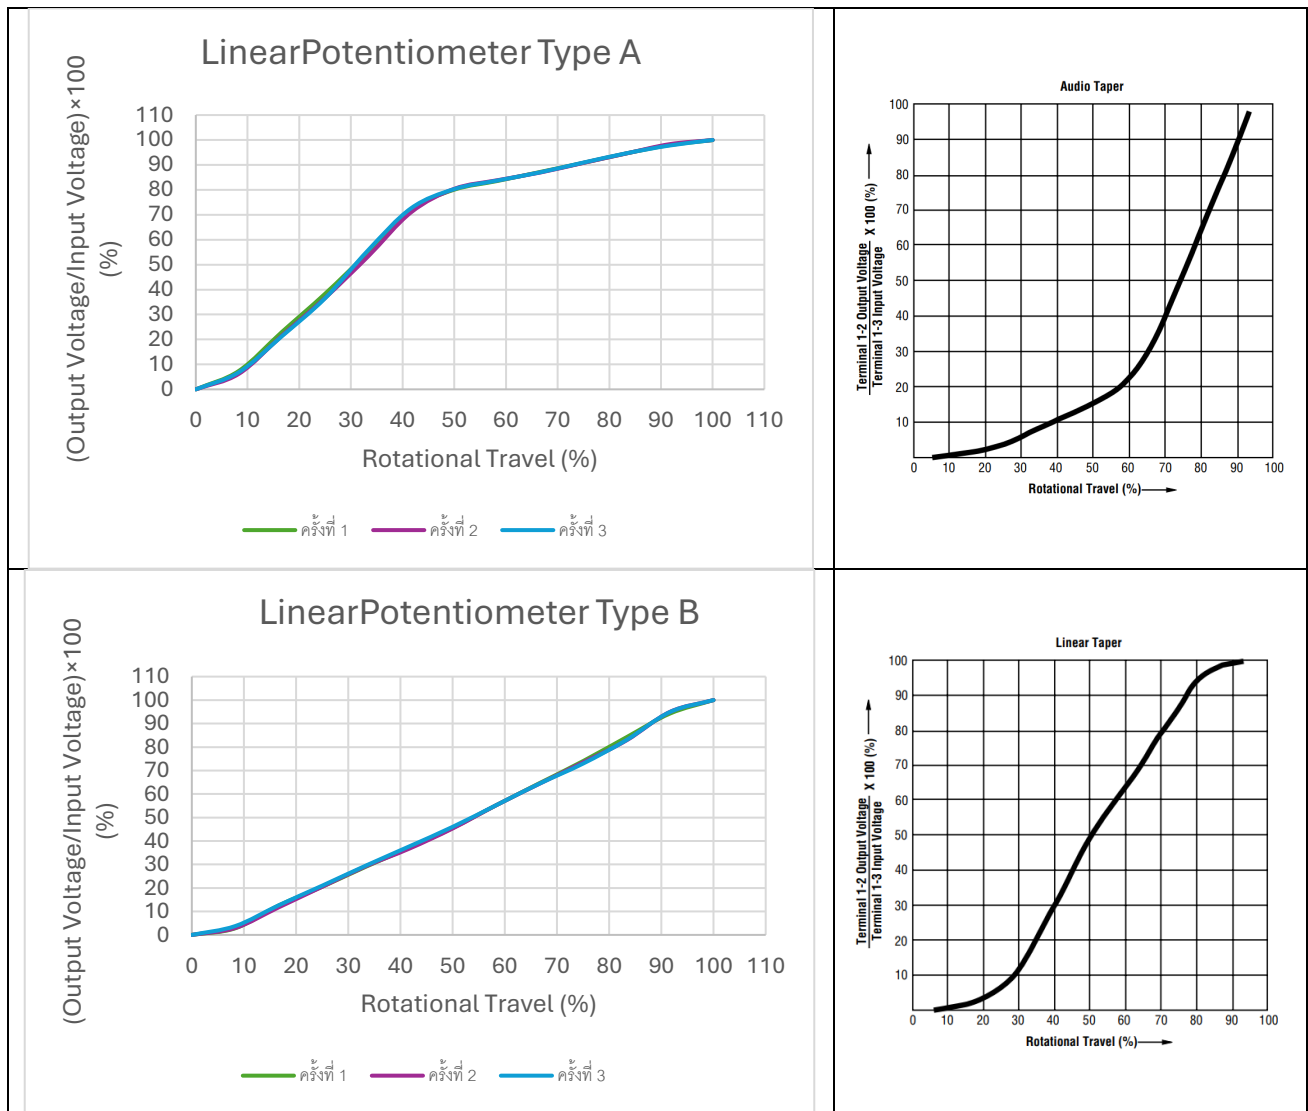 LinearPotentiometer Type A
(Output Voltage/Input Voltage)×100
(%)
110
100
90
80
70
60
50
40
30
20
10
0
0 10 20 30 40 50 60 70 80 90 100 110
Rotational Travel (%)
ครั้งที่ 1 ครั้งที่ 2 ครั้งที่ 3
Audio Taper
Terminal 1-2 Output Voltage
Terminal 1-3 Input Voltage
X 100 (%)
100
90
80
70
60
50
40
30
20
10
0 10 20 30 40 50 60 70 80 90 100
Rotational Travel (%)
LinearPotentiometer Type B
(Output Voltage/Input Voltage)×100
(%)
110
100
90
80
70
60
50
40
30
20
10
0
0 10 20 30 40 50 60 70 80 90 100 110
Rotational Travel (%)
ครั้งที่ 1 ครั้งที่ 2 ครั้งที่ 3
Linear Taper
Terminal 1-2 Output Voltage
Terminal 1-3 Input Voltage
X 100 (%)
100
90
80
70
60
50
40
30
20
10
0 10 20 30 40 50 60 70 80 90 100
Rotational Travel (%)